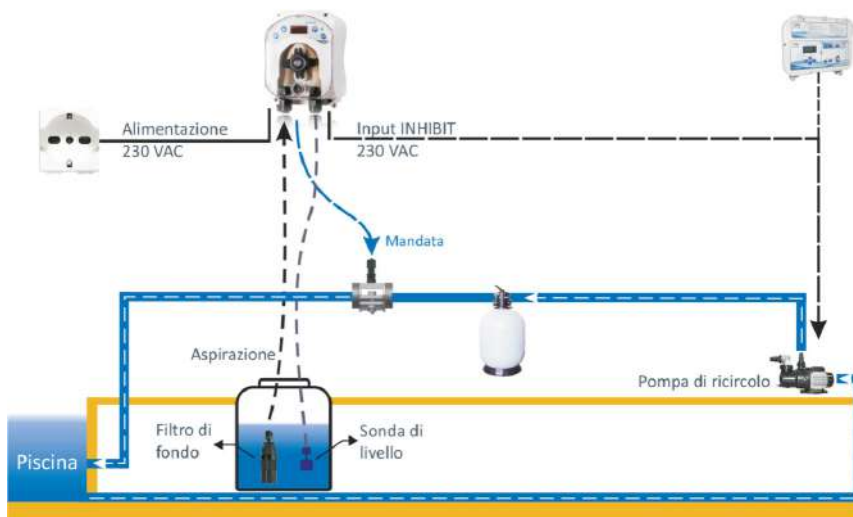 Alimentazione
230 VAC
Input INHIBIT
230 VAC
Mandata
Aspirazione
Pompa di ricircolo
Filtro di
fondo
Sonda di
livello
Piscina